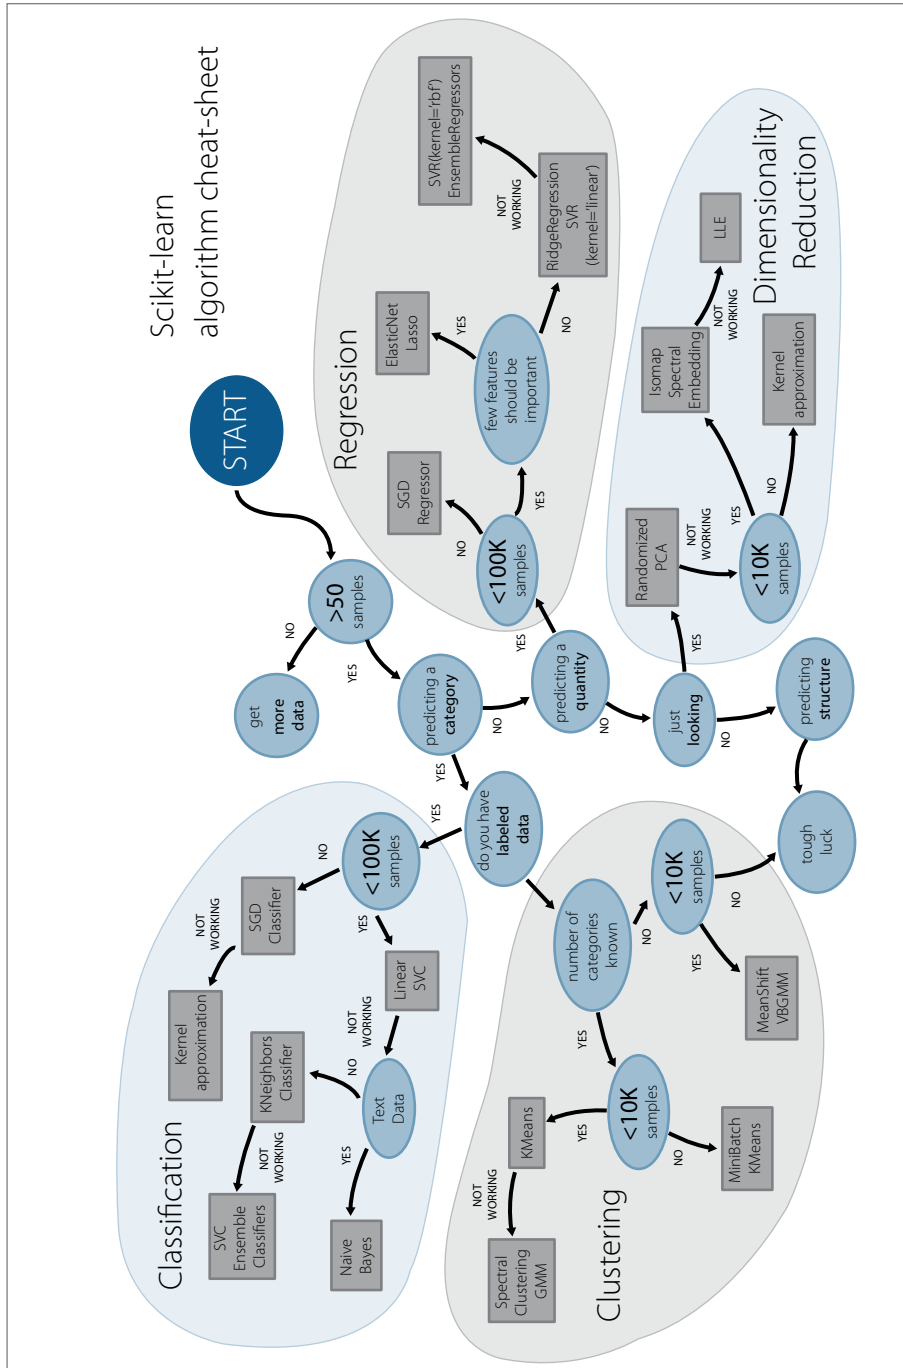 Scikit-learn
algorithm cheat-sheet
START
>50
samples
NO
get
more
data
YES
predicting a
category
YES
do you have
labeled
data
YES
Classification
<100K
samples
NO
SGD
Classifier
NOT
WORKING
Kernel
approximation
YES
Linear
SVC
NOT
WORKING
Text
Data
NO
KNeighbors
Classifier
NOT
WORKING
SVC
Ensemble
Classifiers
YES
Naive
Bayes
NO
predicting a
quantity
YES
Regression
<100K
samples
NO
SGD
Regressor
YES
few features
should be
important
YES
ElasticNet
Lasso
NO
RidgeRegression
SVR
(kernel='linear')
NOT
WORKING
SVR(kernel='rbf')
EnsembleRegressors
NO
just
looking
YES
Dimensionality
Reduction
Randomized
PCA
NOT
WORKING
<10K
samples
YES
Isomap
Spectral
Embedding
NOT
WORKING
LLE
NO
Kernel
approximation
NO
predicting
structure
tough
luck
Clustering
number of
categories
known
YES
<10K
samples
YES
KMeans
NOT
WORKING
Spectral
Clustering
GMM
NO
MiniBatch
KMeans
NO
<10K
samples
YES
MeanShift
VBGMM
NO